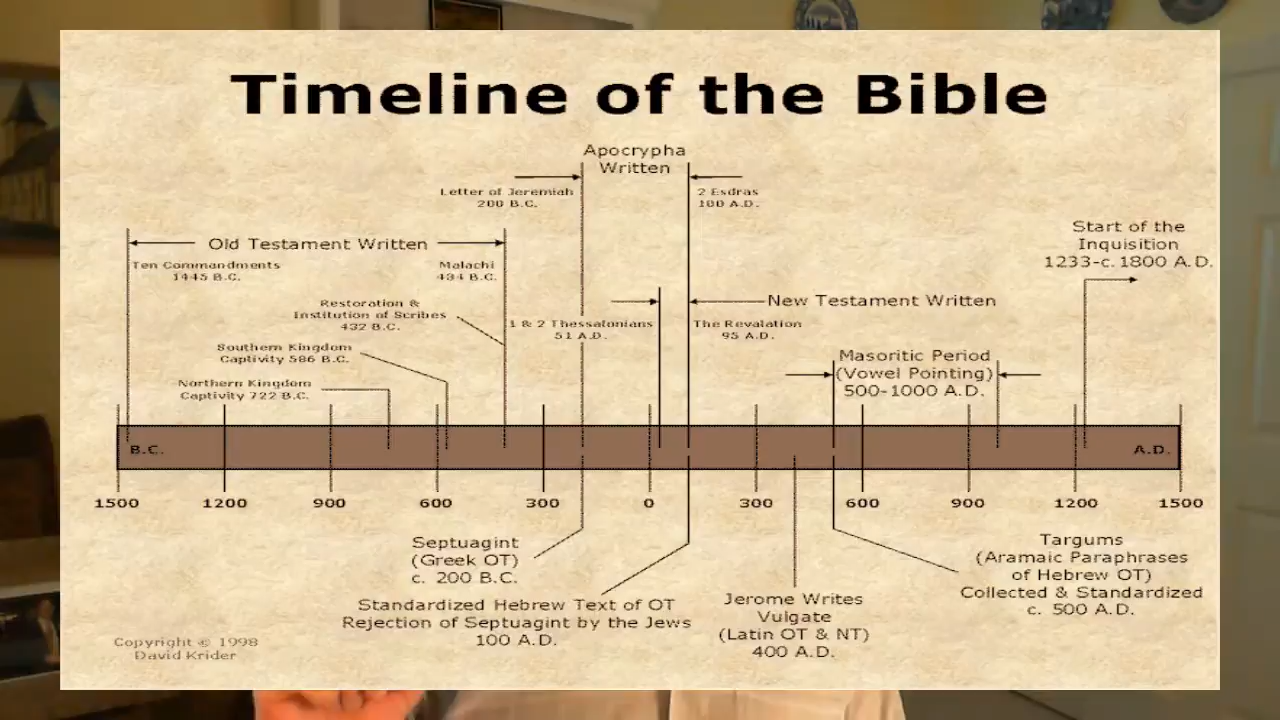 Timeline of the Bible
Apocrypha
Written
Letter of Jeremiah
200 B.C.
2 Esdras
100 A.D.
Old Testament Written
Ten Commandments
1445 B.C.
Malachi
434 B.C.
Start of the
Inquisition
1233-c. 1800 A.D.
Restoration &
Institution of Scribes
432 B.C.
New Testament Written
1 & 2 Thessalonians
51 A.D.
The Revalation
95 A.D.
Southern Kingdom
Captivity 586 B.C.
Masoritic Period
(Vowel Pointing)
500-1000 A.D.
Northern Kingdom
Captivity 722 B.C.
B.C.
A.D.
1500 1200 900 600 300 0 300 600 900 1200 1500
Septuagint
(Greek OT)
c. 200 B.C.
Targums
(Aramaic Paraphrases
of Hebrew OT)
Collected & Standardized
c. 500 A.D.
Standardized Hebrew Text of OT
Rejection of Septuagint by the Jews
100 A.D.
Jerome Writes
Vulgate
(Latin OT & NT)
400 A.D.
Copyright © 1998
David Krider